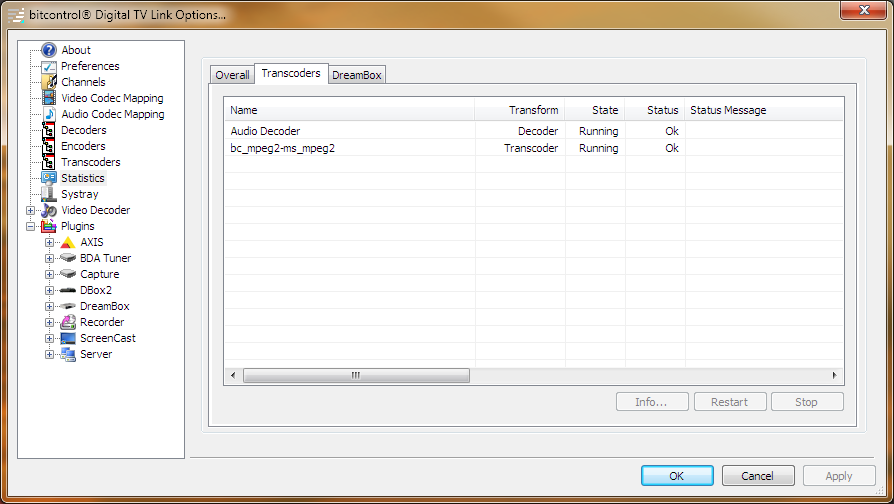 bitcontrol® Digital TV Link Options...
About
Preferences
Channels
Video Codec Mapping
Audio Codec Mapping
Decoders
Encoders
Transcoders
Statistics
Systray
Video Decoder
Plugins
AXIS
BDA Tuner
Capture
DBox2
DreamBox
Recorder
ScreenCast
Server
Overall Transcoders DreamBox
Name Transform State Status Status Message
Audio Decoder Decoder Running Ok
bc_mpeg2-ms_mpeg2 Transcoder Running Ok
Info... Restart Stop
OK Cancel Apply